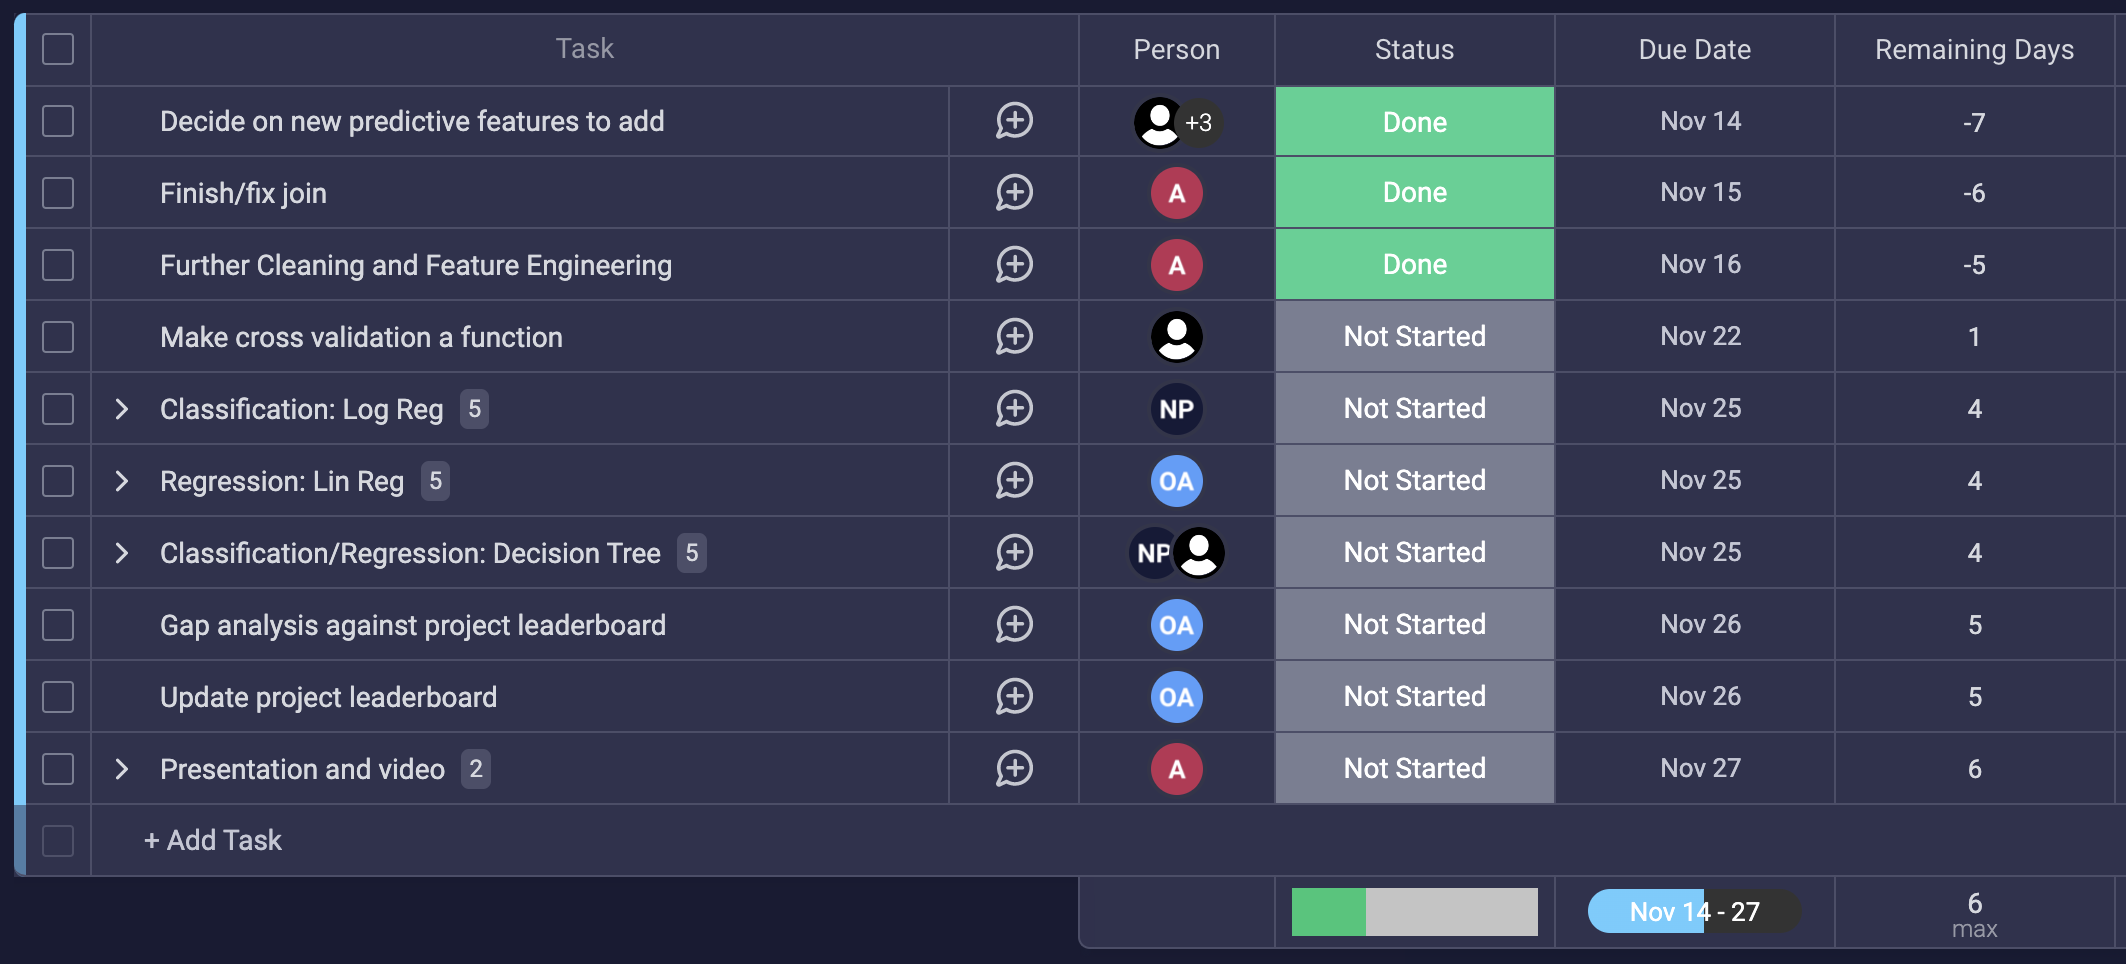 Task Person Status Due Date Remaining Days
Decide on new predictive features to add +3 Done Nov 14 -7
Finish/fix join A Done Nov 15 -6
Further Cleaning and Feature Engineering A Done Nov 16 -5
Make cross validation a function Not Started Nov 22 1
Classification: Log Reg 5 NP Not Started Nov 25 4
Regression: Lin Reg 5 OA Not Started Nov 25 4
Classification/Regression: Decision Tree 5 NP Not Started Nov 25 4
Gap analysis against project leaderboard OA Not Started Nov 26 5
Update project leaderboard OA Not Started Nov 26 5
Presentation and video 2 A Not Started Nov 27 6
+ Add Task
Nov 14 - 27 6
max